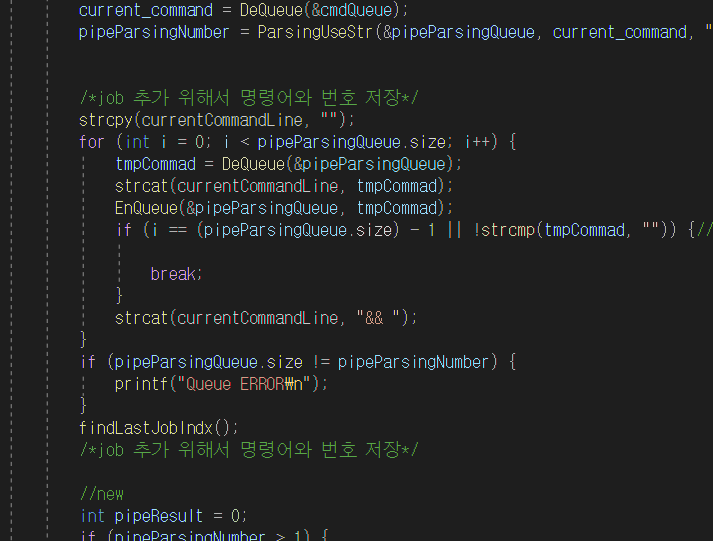 current_command = DeQueue(&cmdQueue);
pipeParsingNumber = ParsingUseStr(&pipeParsingQueue, current_command, "
/*job 추가 위해서 명령어와 번호 저장*/
strcpy(currentCommandLine, "");
for (int i = 0; i < pipeParsingQueue.size; i++) {
tmpCommad = DeQueue(&pipeParsingQueue);
strcat(currentCommandLine, tmpCommad);
EnQueue(&pipeParsingQueue, tmpCommad);
if (i == (pipeParsingQueue.size) - 1 || !strcmp(tmpCommad, "")) {//
break;
}
strcat(currentCommandLine, "&& ");
}
if (pipeParsingQueue.size != pipeParsingNumber) {
printf("Queue ERROR₩n");
}
findLastJobIndx();
/*job 추가 위해서 명령어와 번호 저장*/
//new
int pipeResult = 0;
if (pipeParsingNumber > 1) {